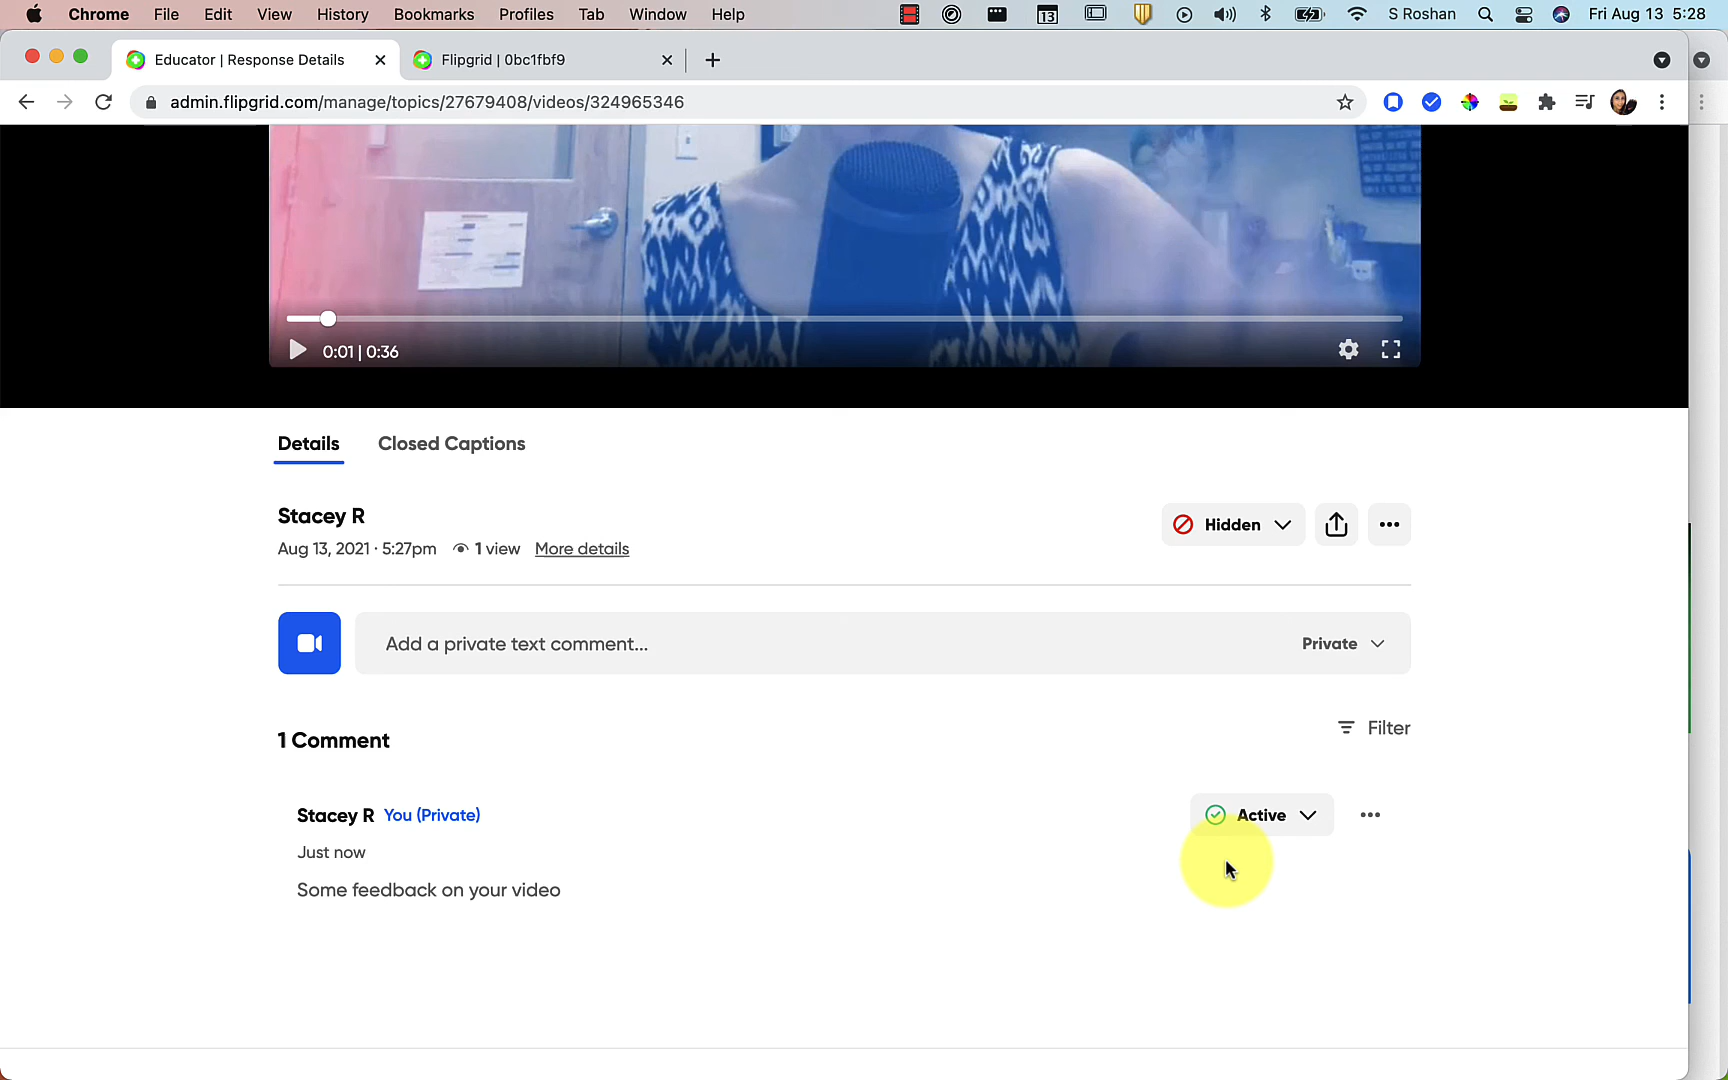 Chrome File Edit View History Bookmarks Profiles Tab Window Help 13 S Roshan Fri Aug 13 5:28
Educator | Response Details Flipgrid | 0bc1fbf9
admin.flipgrid.com/manage/topics/27679408/videos/324965346
0:01 | 0:36
Details Closed Captions
Stacey R
Hidden
Aug 13, 2021 · 5:27pm 1 view More details
Add a private text comment... Private
Filter
1 Comment
Stacey R You (Private) Active
Just now
Some feedback on your video